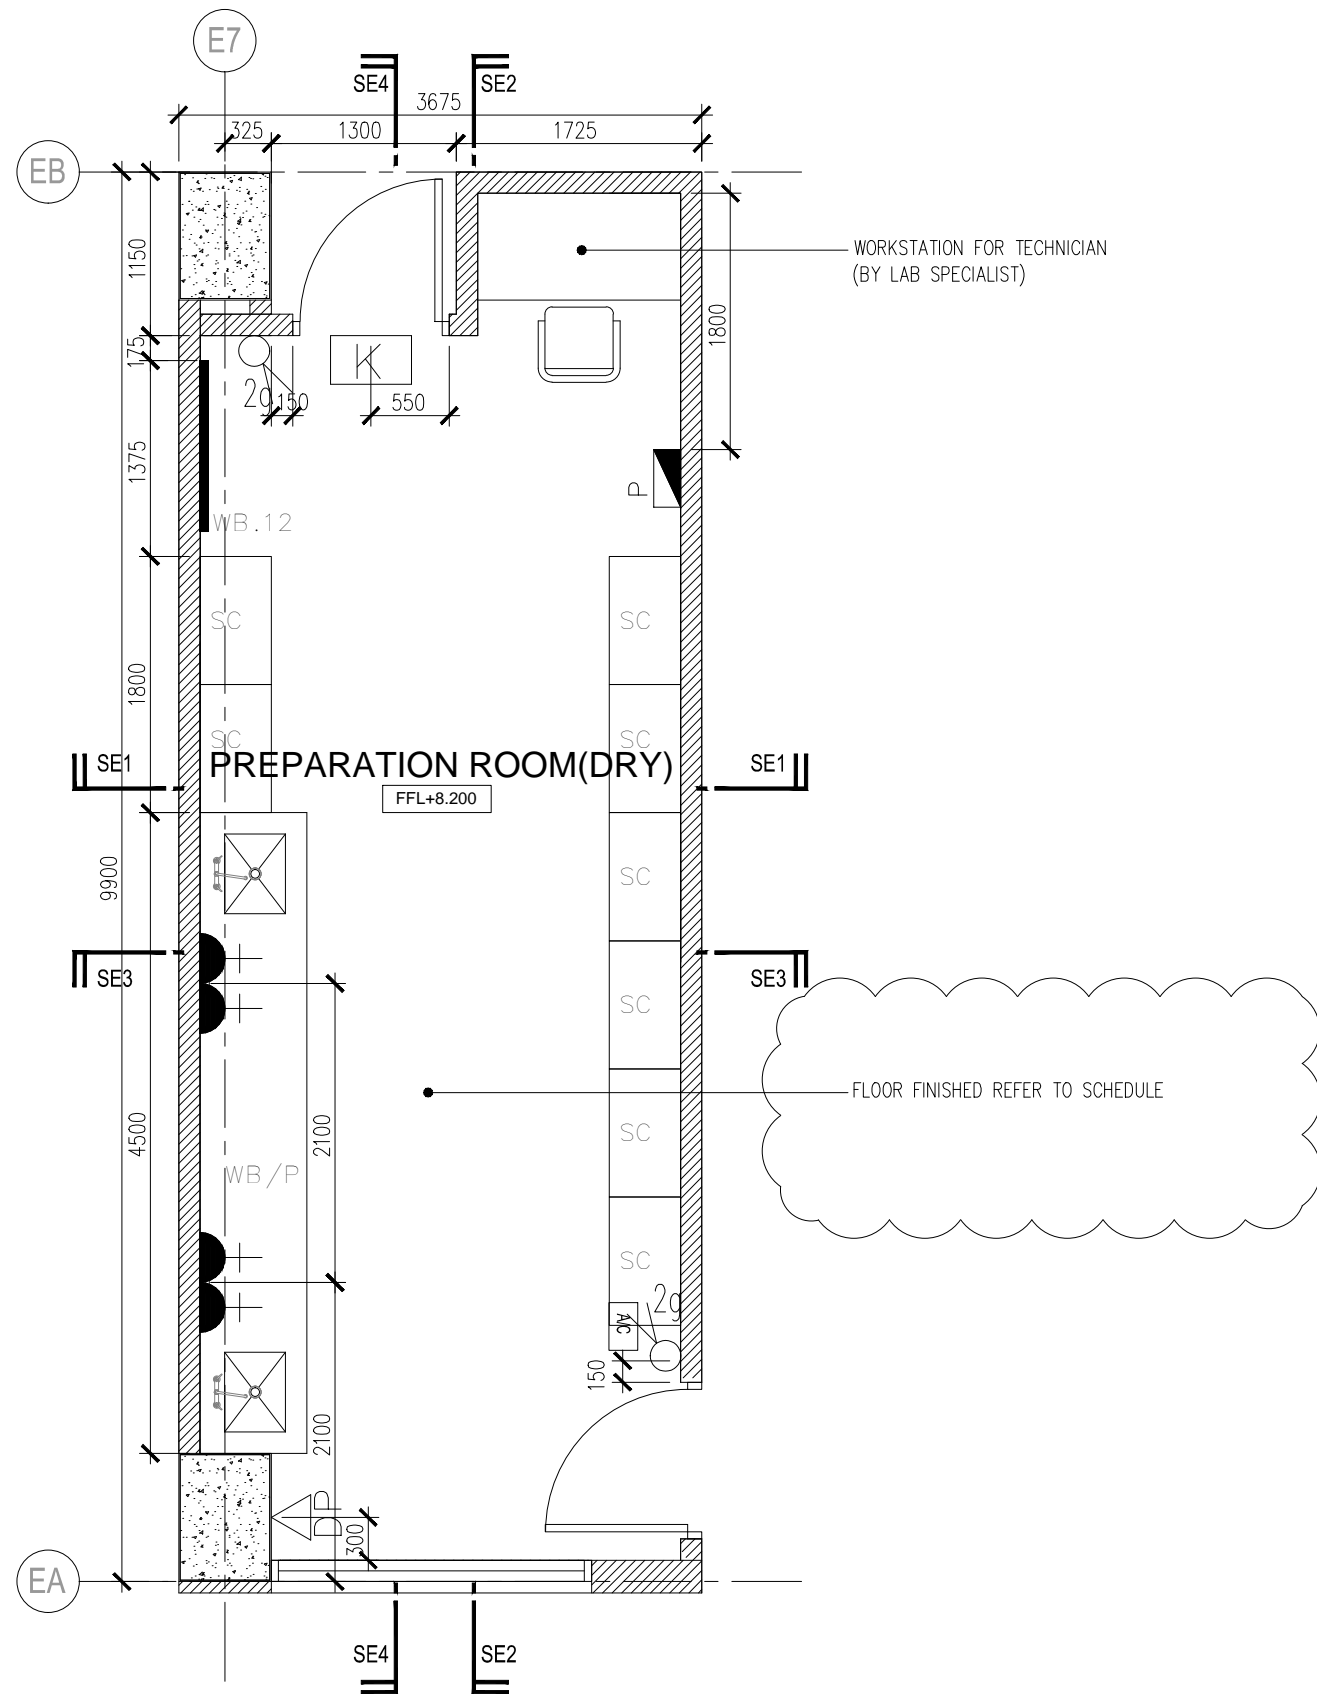 E7
SE4
SE2
3675
325
1300
1725
EB
WORKSTATION FOR TECHNICIAN
(BY LAB SPECIALIST)
1150
1800
175
K
2g
150
550
1375
P
WB.12
SC
SC
1800
SC
SC
SE1
PREPARATION ROOM(DRY)
SE1
FFL+8.200
9900
SC
SE3
SE3
SC
FLOOR FINISHED REFER TO SCHEDULE
4500
2100
SC
WB/P
SC
2g
A/C
150
2100
DP
300
EA
SE4
SE2